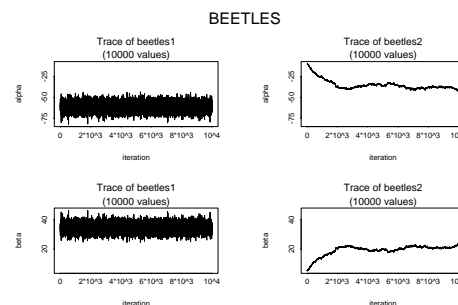 BEETLES
Trace of beetles1
(10000 values)
alpha
-25
-50
-75
0 2*10^3 4*10^3 6*10^3 8*10^3 10^4
iteration
Trace of beetles2
(10000 values)
alpha
-25
-50
-75
0 2*10^3 4*10^3 6*10^3 8*10^3 10
iteration
Trace of beetles1
(10000 values)
beta
40
20
0 2*10^3 4*10^3 6*10^3 8*10^3 10^4
iteration
Trace of beetles2
(10000 values)
beta
40
20
0 2*10^3 4*10^3 6*10^3 8*10^3 10
iteration